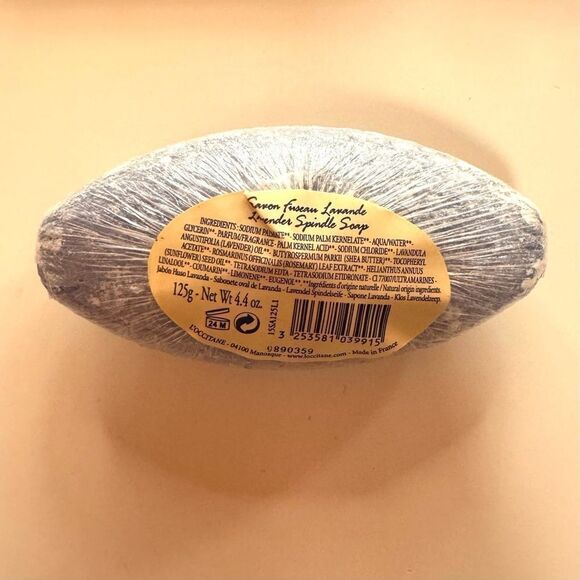 Savon Fuseau Lavande
Lavender Spindle Soap
INGREDIENTS : SODIUM PALMATE**- SODIUM PALM KERNELATE**- AQUA/WATER**-
GLYCERIN** - PARFUM/FRAGRANCE - PALM KERNEL ACID** - SODIUM CHLORIDE** - LAVANDULA
ANGUSTIFOLIA (LAVENDER) OIL** - BUTYROSPERMUM PARKII (SHEA BUTTER)** - TOCOPHERYL
ACETATE** - ROSMARINUS OFFICINALIS (ROSEMARY) LEAF EXTRACT** - HELIANTHUS ANNUUS
(SUNFLOWER) SEED OIL** - TETRASODIUM EDTA - TETRASODIUM ETIDRONATE - CI 77007/ULTRAMARINES -
LINALOOL** - COUMARIN** - LIMONENE** - EUGENOL** **Ingrédients d'origine naturelle / Natural origin ingredients.
Jabón Huso Lavanda - Sabonete oval de Lavanda - Lavendel Spindelseife - Sapone Lavanda - Klos Lavendelzeep.
125g - Net Wt 4.4 oz.
24 M
15SA125L1
3 253581 039915
L'OCCITANE - 04100 Manosque - www.loccitane.com - Made in France
0890359